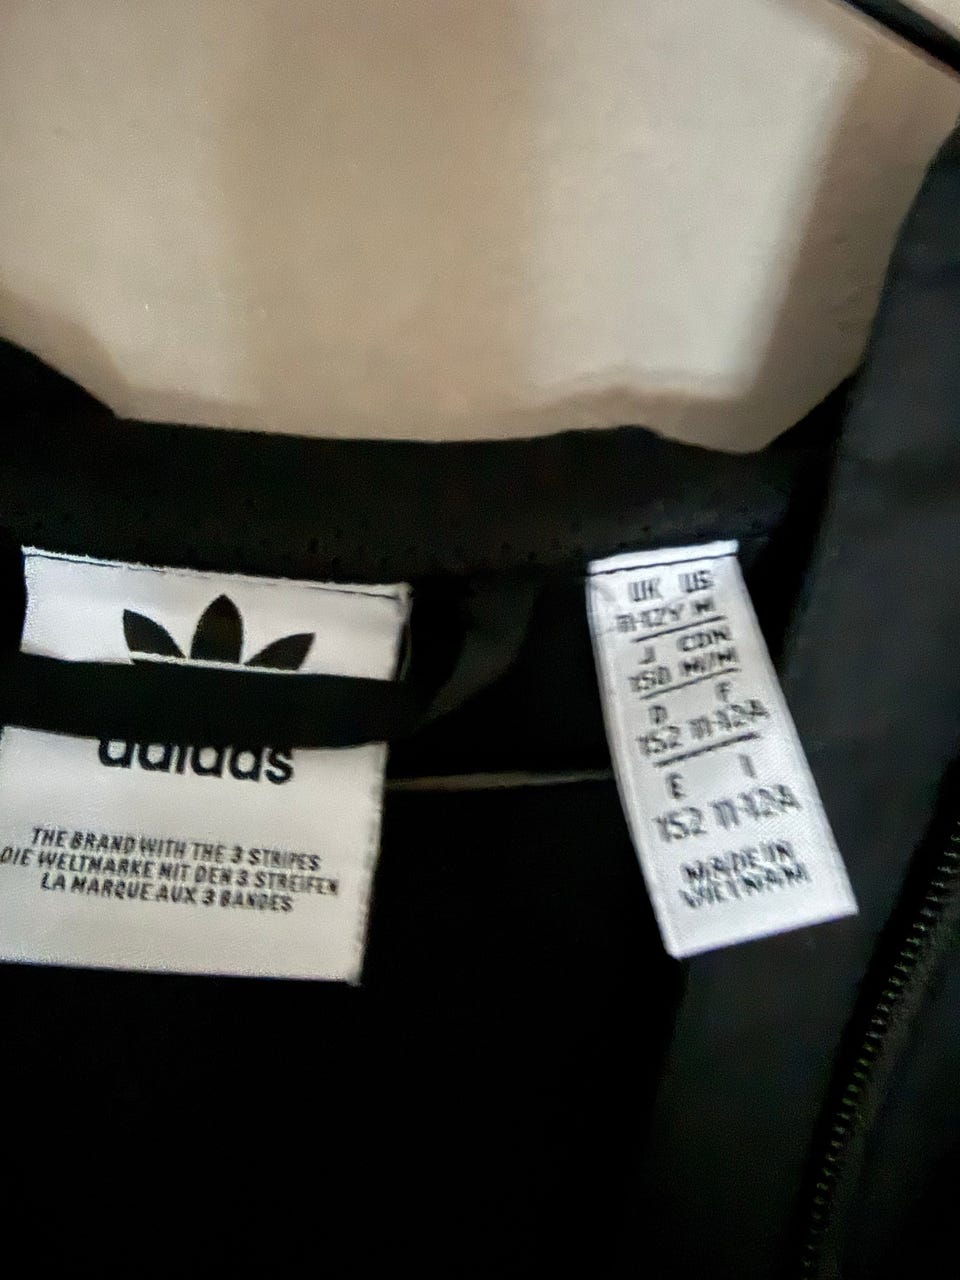 adidas
THE BRAND WITH THE 3 STRIPES
DIE WELTMARKE MIT DEN 3 STREIFEN
LA MARQUE AUX 3 BANDES
UK US
11-12Y M
J CDN
150 M/M
D F
152 11-12A
E I
152 11-12A
MADE IN
VIETNAM